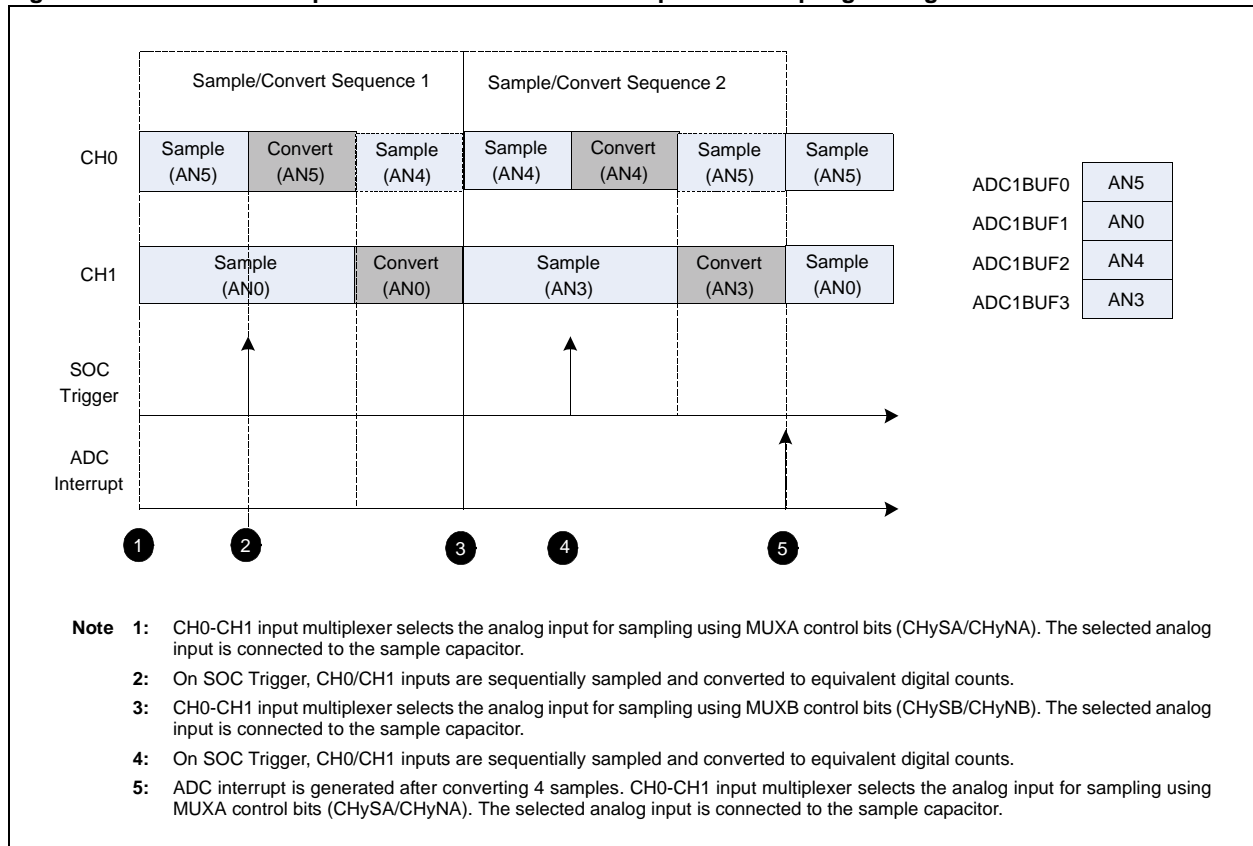 Sample/Convert Sequence 1
Sample/Convert Sequence 2
CH0
Sample
(AN5)
Convert
(AN5)
Sample
(AN4)
Sample
(AN4)
Convert
(AN4)
Sample
(AN5)
Sample
(AN5)
CH1
Sample
(AN0)
Convert
(AN0)
Sample
(AN3)
Convert
(AN3)
Sample
(AN0)
ADC1BUF0 AN5
ADC1BUF1 AN0
ADC1BUF2 AN4
ADC1BUF3 AN3
SOC
Trigger
ADC
Interrupt
1 2 3 4 5
Note 1: CH0-CH1 input multiplexer selects the analog input for sampling using MUXA control bits (CHySA/CHyNA). The selected analog
input is connected to the sample capacitor.
2: On SOC Trigger, CH0/CH1 inputs are sequentially sampled and converted to equivalent digital counts.
3: CH0-CH1 input multiplexer selects the analog input for sampling using MUXB control bits (CHySB/CHyNB). The selected analog
input is connected to the sample capacitor.
4: On SOC Trigger, CH0/CH1 inputs are sequentially sampled and converted to equivalent digital counts.
5: ADC interrupt is generated after converting 4 samples. CH0-CH1 input multiplexer selects the analog input for sampling using
MUXA control bits (CHySA/CHyNA). The selected analog input is connected to the sample capacitor.